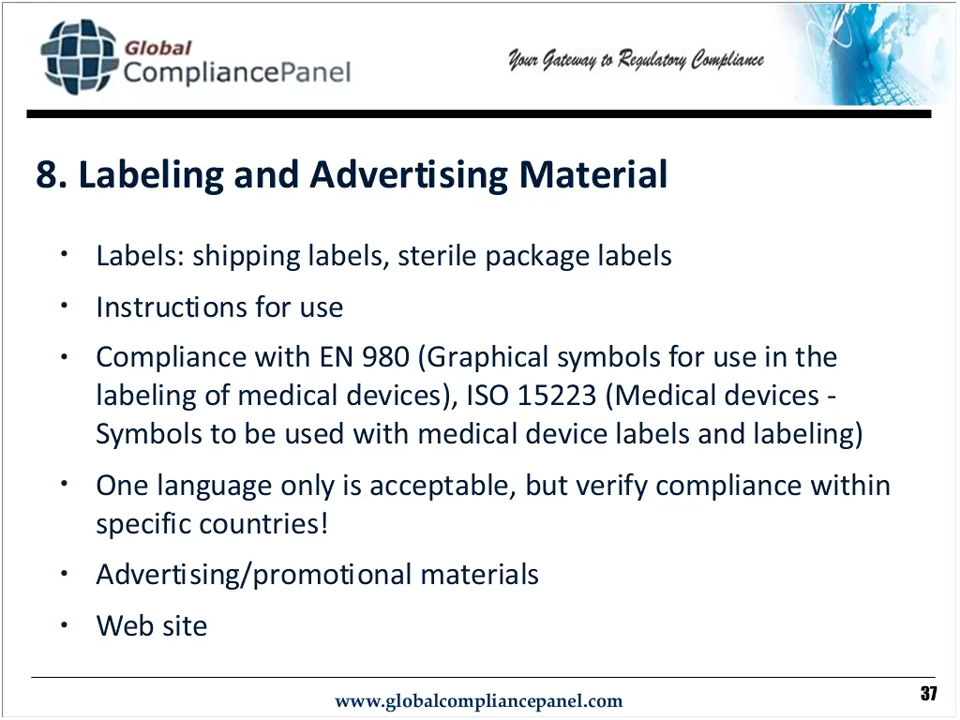 Global
CompliancePanel
Your Gateway to Regulatory Compliance
8. Labeling and Advertising Material
• Labels: shipping labels, sterile package labels
• Instructions for use
• Compliance with EN 980 (Graphical symbols for use in the
labeling of medical devices), ISO 15223 (Medical devices -
Symbols to be used with medical device labels and labeling)
• One language only is acceptable, but verify compliance within
specific countries!
• Advertising/promotional materials
• Web site
www.globalcompliancepanel.com
37